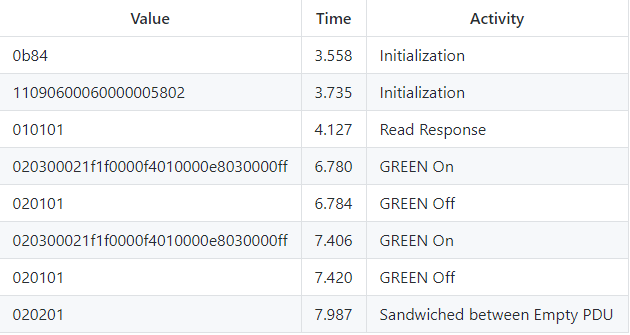 Value Time Activity
0b84 3.558 Initialization
11090600060000005802 3.735 Initialization
010101 4.127 Read Response
020300021f1f0000f4010000e8030000ff 6.780 GREEN On
020101 6.784 GREEN Off
020300021f1f0000f4010000e8030000ff 7.406 GREEN On
020101 7.420 GREEN Off
020201 7.987 Sandwiched between Empty PDU